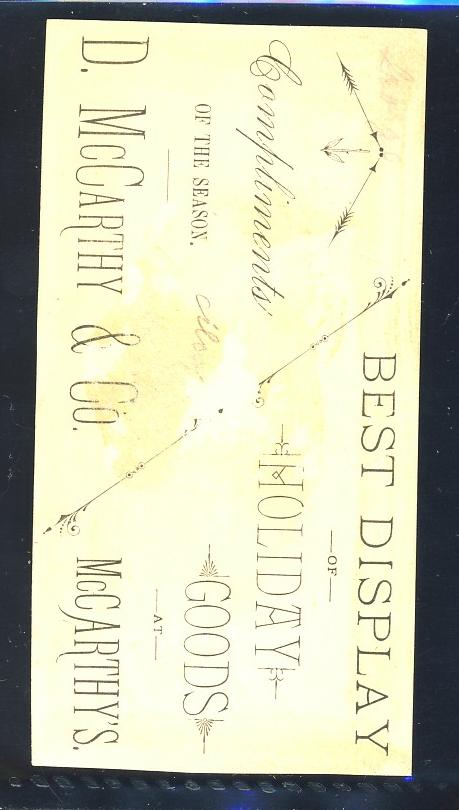 Compliments
OF THE SEASON.
D. McCARTHY & Co.
BEST DISPLAY
OF
HOLIDAY
GOODS
AT
McCARTHY'S.